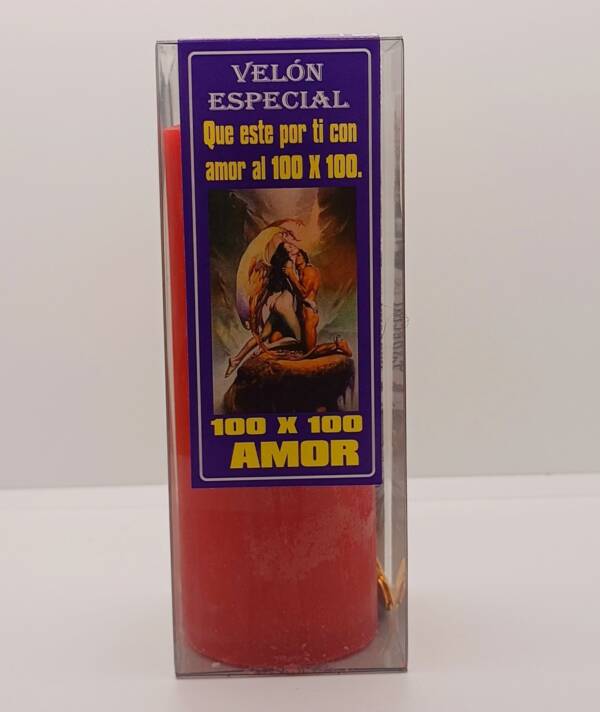 VELÓN
ESPECIAL
Que este por ti con
amor al 100 X 100.
100 X 100
AMOR